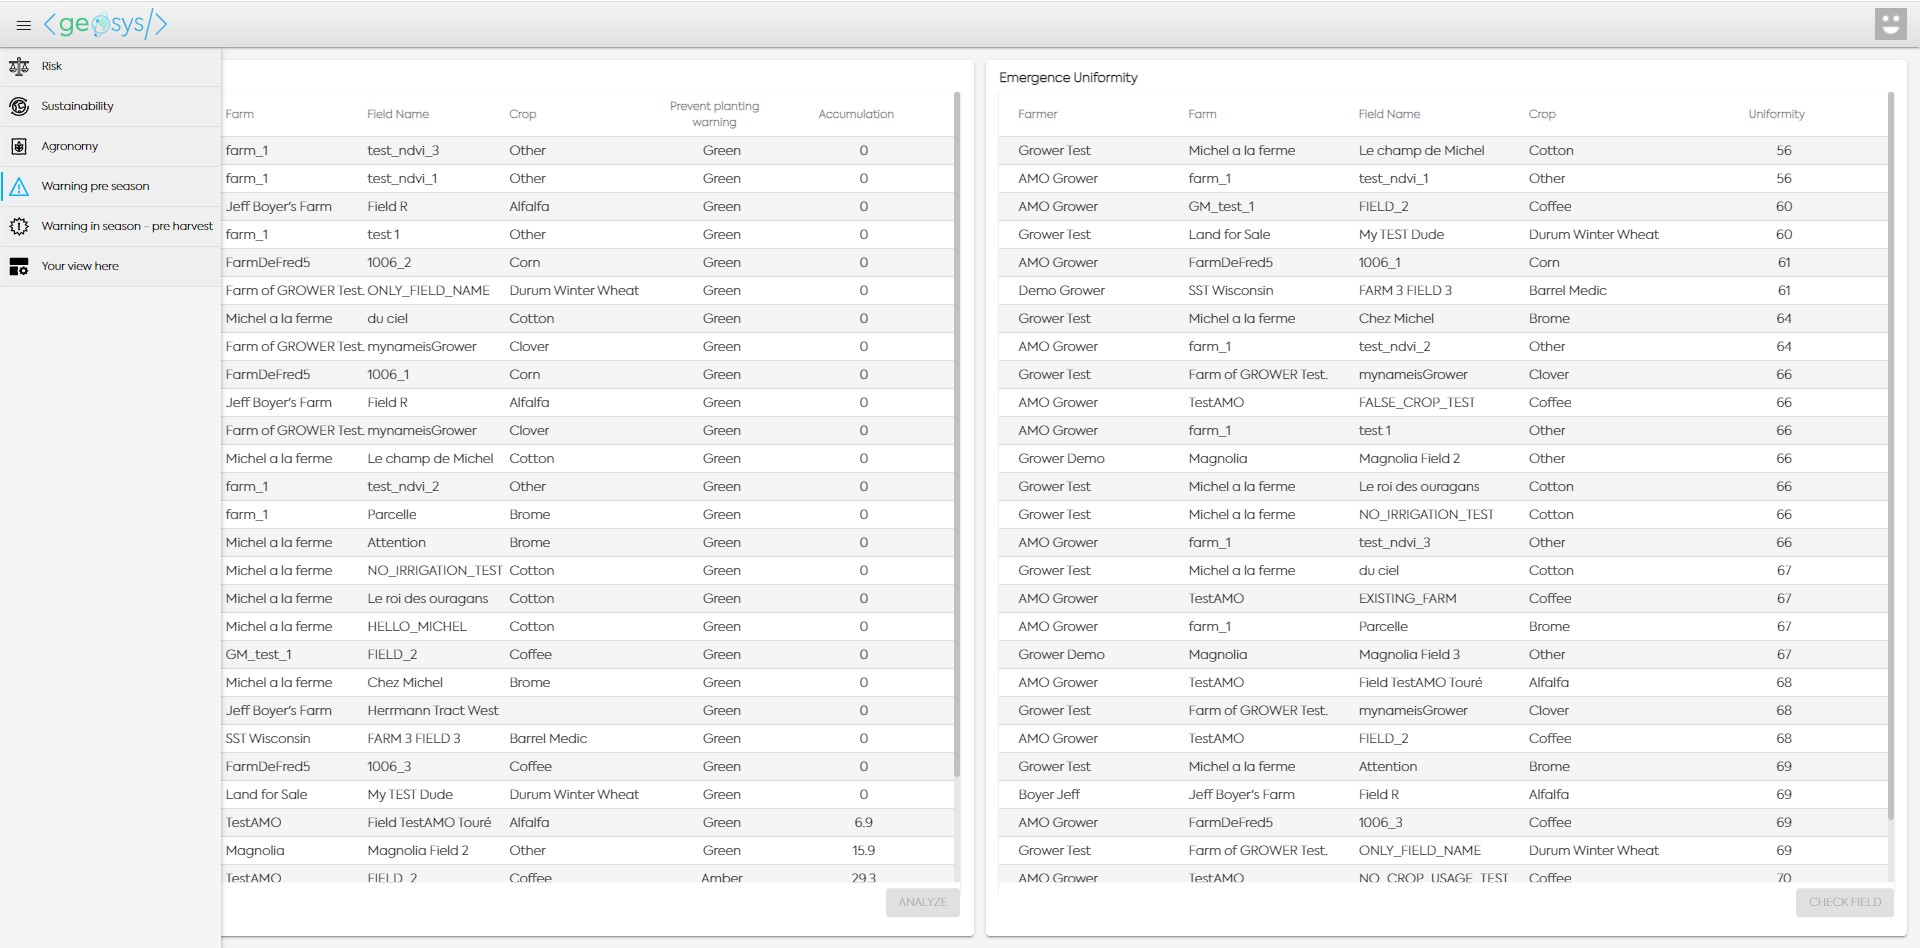 <geosys/>
Risk
Sustainability
Agronomy
Warning pre season
Warning in season - pre harvest
Your view here
Farm Field Name Crop Prevent planting warning Accumulation
farm_1 test_ndvi_3 Other Green 0
farm_1 test_ndvi_1 Other Green 0
Jeff Boyer's Farm Field R Alfalfa Green 0
farm_1 test 1 Other Green 0
FarmDeFred5 1006_2 Corn Green 0
Farm of GROWER Test. ONLY_FIELD_NAME Durum Winter Wheat Green 0
Michel a la ferme du ciel Cotton Green 0
Farm of GROWER Test. mynameisGrower Clover Green 0
FarmDeFred5 1006_1 Corn Green 0
Jeff Boyer's Farm Field R Alfalfa Green 0
Farm of GROWER Test. mynameisGrower Clover Green 0
Michel a la ferme Le champ de Michel Cotton Green 0
farm_1 test_ndvi_2 Other Green 0
farm_1 Parcelle Brome Green 0
Michel a la ferme Attention Brome Green 0
Michel a la ferme NO_IRRIGATION_TEST Cotton Green 0
Michel a la ferme Le roi des ouragans Cotton Green 0
Michel a la ferme HELLO_MICHEL Cotton Green 0
GM_test_1 FIELD_2 Coffee Green 0
Michel a la ferme Chez Michel Brome Green 0
Jeff Boyer's Farm Herrmann Tract West Green 0
SST Wisconsin FARM 3 FIELD 3 Barrel Medic Green 0
FarmDeFred5 1006_3 Coffee Green 0
Land for Sale My TEST Dude Durum Winter Wheat Green 0
TestAMO Field TestAMO Touré Alfalfa Green 6.9
Magnolia Magnolia Field 2 Other Green 15.9
TestAMO FIELD_2 Coffee Amber 29.3
ANALYZE
Emergence Uniformity
Farmer Farm Field Name Crop Uniformity
Grower Test Michel a la ferme Le champ de Michel Cotton 56
AMO Grower farm_1 test_ndvi_1 Other 56
AMO Grower GM_test_1 FIELD_2 Coffee 60
Grower Test Land for Sale My TEST Dude Durum Winter Wheat 60
AMO Grower FarmDeFred5 1006_1 Corn 61
Demo Grower SST Wisconsin FARM 3 FIELD 3 Barrel Medic 61
Grower Test Michel a la ferme Chez Michel Brome 64
AMO Grower farm_1 test_ndvi_2 Other 64
Grower Test Farm of GROWER Test. mynameisGrower Clover 66
AMO Grower TestAMO FALSE_CROP_TEST Coffee 66
AMO Grower farm_1 test 1 Other 66
Grower Demo Magnolia Magnolia Field 2 Other 66
Grower Test Michel a la ferme Le roi des ouragans Cotton 66
Grower Test Michel a la ferme NO_IRRIGATION_TEST Cotton 66
AMO Grower farm_1 test_ndvi_3 Other 66
Grower Test Michel a la ferme du ciel Cotton 67
AMO Grower TestAMO EXISTING_FARM Coffee 67
AMO Grower farm_1 Parcelle Brome 67
Grower Demo Magnolia Magnolia Field 3 Other 67
AMO Grower TestAMO Field TestAMO Touré Alfalfa 68
Grower Test Farm of GROWER Test. mynameisGrower Clover 68
AMO Grower TestAMO FIELD_2 Coffee 68
Grower Test Michel a la ferme Attention Brome 69
Boyer Jeff Jeff Boyer's Farm Field R Alfalfa 69
AMO Grower FarmDeFred5 1006_3 Coffee 69
Grower Test Farm of GROWER Test. ONLY_FIELD_NAME Durum Winter Wheat 69
AMO Grower TestAMO NO_CROP_USAGE_TEST Coffee 70
CHECK FIELD